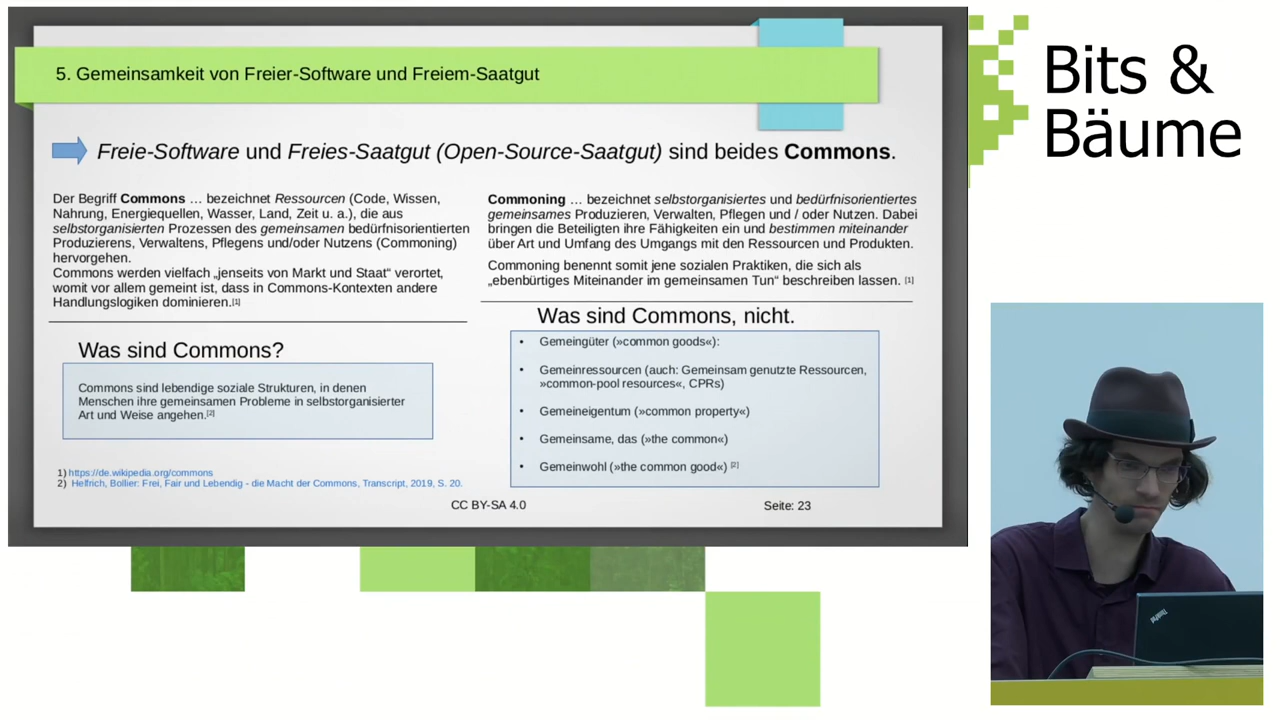 5. Gemeinsamkeit von Freier-Software und Freiem-Saatgut
Freie-Software und Freies-Saatgut (Open-Source-Saatgut) sind beides Commons.
Der Begriff Commons … bezeichnet Ressourcen (Code, Wissen,
Nahrung, Energiequellen, Wasser, Land, Zeit u. a.), die aus
selbstorganisierten Prozessen des gemeinsamen bedürfnisorientierten
Produzierens, Verwaltens, Pflegens und/oder Nutzens (Commoning)
hervorgehen.
Commons werden vielfach „jenseits von Markt und Staat“ verortet,
womit vor allem gemeint ist, dass in Commons-Kontexten andere
Handlungslogiken dominieren.[1]
Was sind Commons?
Commons sind lebendige soziale Strukturen, in denen
Menschen ihre gemeinsamen Probleme in selbstorganisierter
Art und Weise angehen.[2]
1) https://de.wikipedia.org/commons
2) Helfrich, Bollier: Frei, Fair und Lebendig - die Macht der Commons, Transcript, 2019, S. 20.
Commoning … bezeichnet selbstorganisiertes und bedürfnisorientiertes
gemeinsames Produzieren, Verwalten, Pflegen und / oder Nutzen. Dabei
bringen die Beteiligten ihre Fähigkeiten ein und bestimmen miteinander
über Art und Umfang des Umgangs mit den Ressourcen und Produkten.
Commoning benennt somit jene sozialen Praktiken, die sich als
„ebenbürtiges Miteinander im gemeinsamen Tun“ beschreiben lassen. [1]
Was sind Commons, nicht.
• Gemeingüter (»common goods«):
• Gemeinressourcen (auch: Gemeinsam genutzte Ressourcen,
»common-pool resources«, CPRs)
• Gemeineigentum (»common property«)
• Gemeinsame, das (»the common«)
• Gemeinwohl (»the common good«) [2]
CC BY-SA 4.0
Seite: 23
Bits &
Bäume
ThinkPad